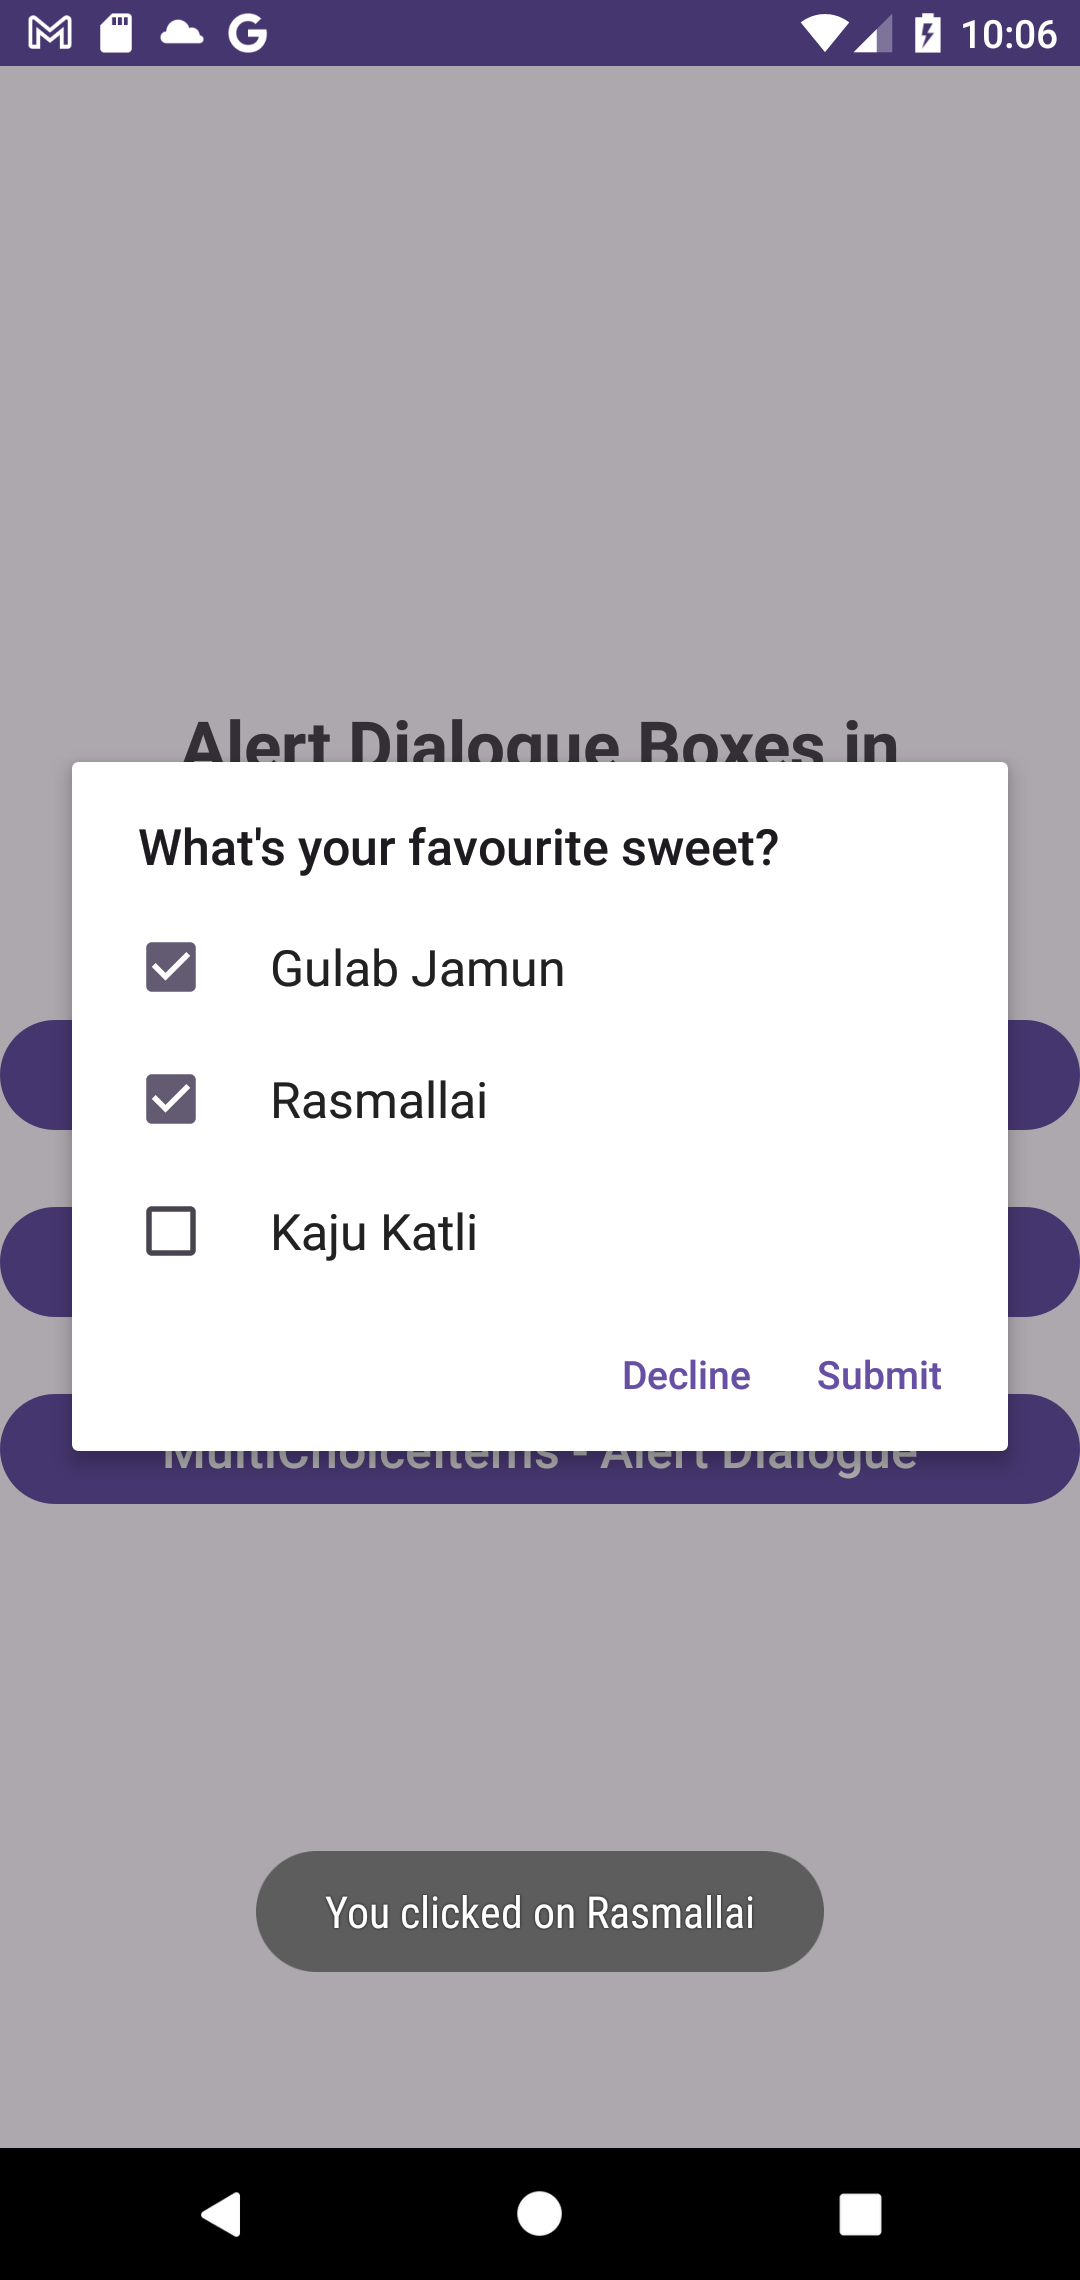 10:06
Alert Dialogue Boxes in
What's your favourite sweet?
Gulab Jamun
Rasmallai
Kaju Katli
Decline Submit
MultiChoiceItems - Alert Dialogue
You clicked on Rasmallai